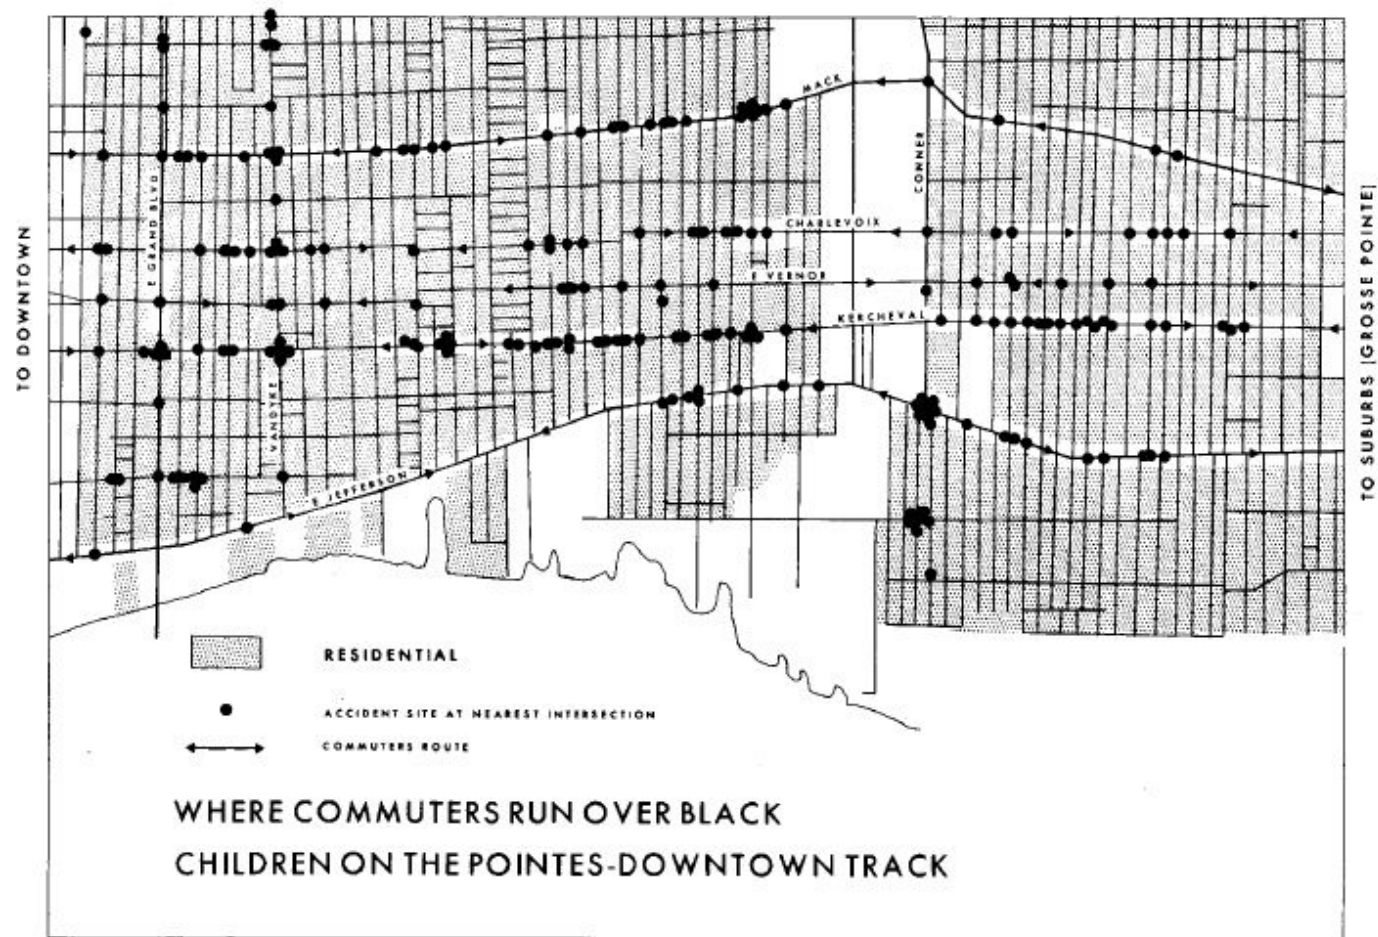 MACK
CONNER
E GRAND BLVD
CHARLEVOIX
E VERNOR
KERCHEVAL
VANDYKE
E JEFFERSON
TO DOWNTOWN
TO SUBURBS [GROSSE POINTE]
RESIDENTIAL
ACCIDENT SITE AT NEAREST INTERSECTION
COMMUTERS ROUTE
WHERE COMMUTERS RUN OVER BLACK
CHILDREN ON THE POINTES-DOWNTOWN TRACK